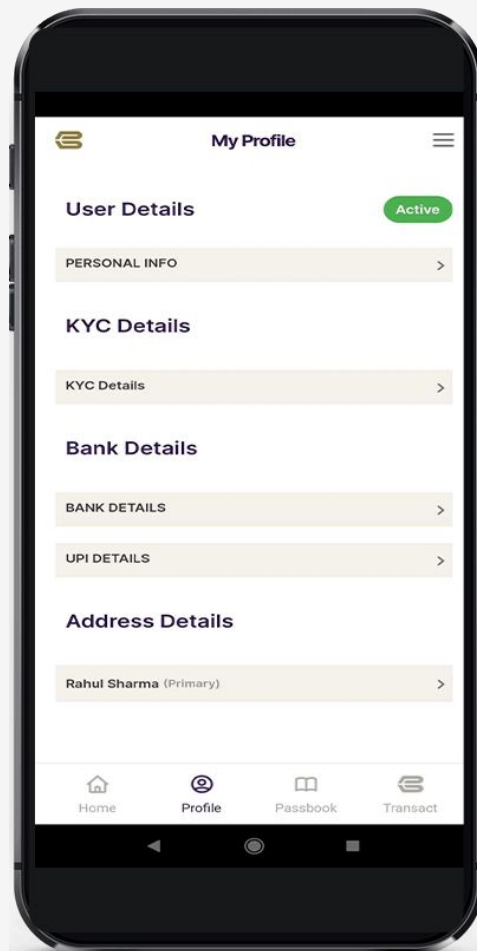 My Profile
User Details
Active
PERSONAL INFO
KYC Details
KYC Details
Bank Details
BANK DETAILS
UPI DETAILS
Address Details
Rahul Sharma (Primary)
Home Profile Passbook Transact